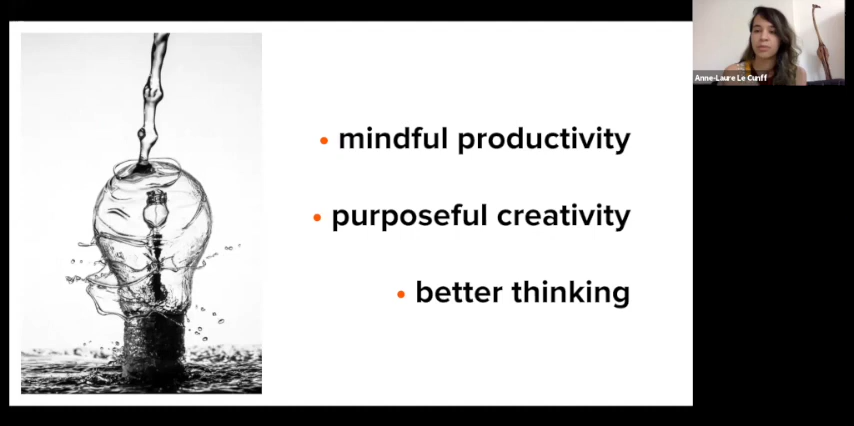 mindful productivity
purposeful creativity
better thinking
Anne-Laure Le Cunff